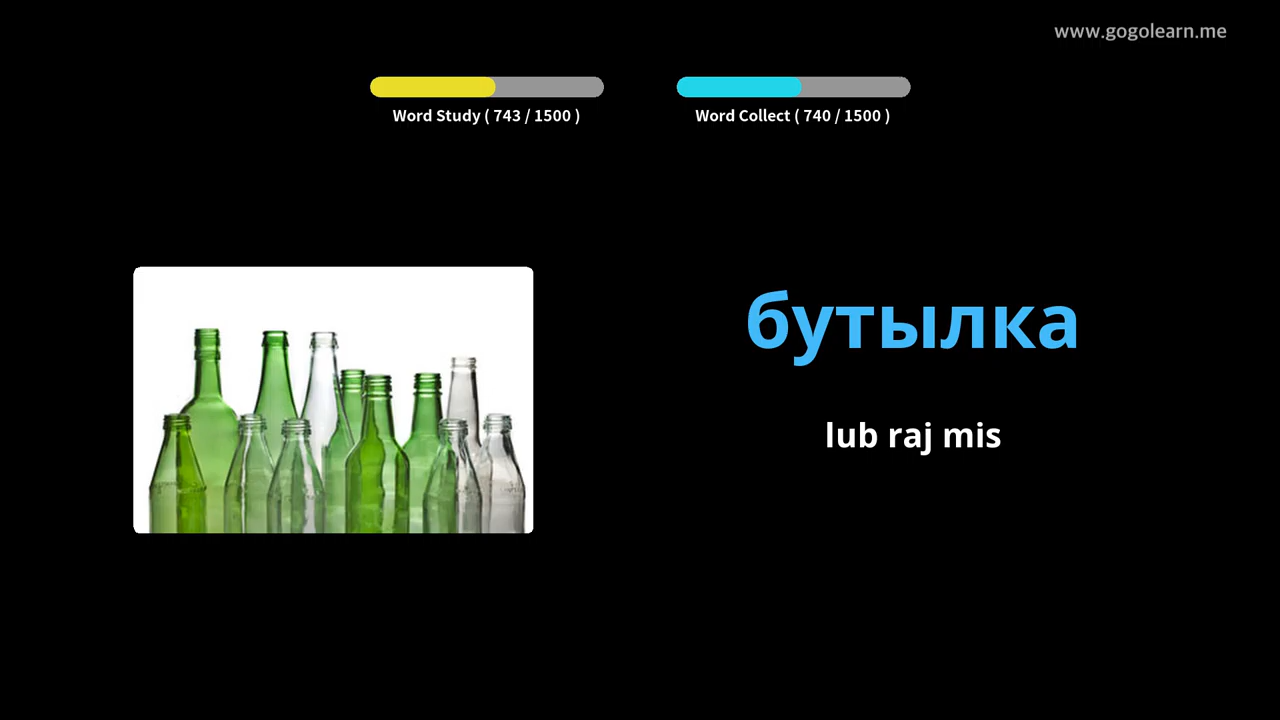 www.gogolearn.me
Word Study ( 743 / 1500 )
Word Collect ( 740 / 1500 )
бутылка
lub raj mis